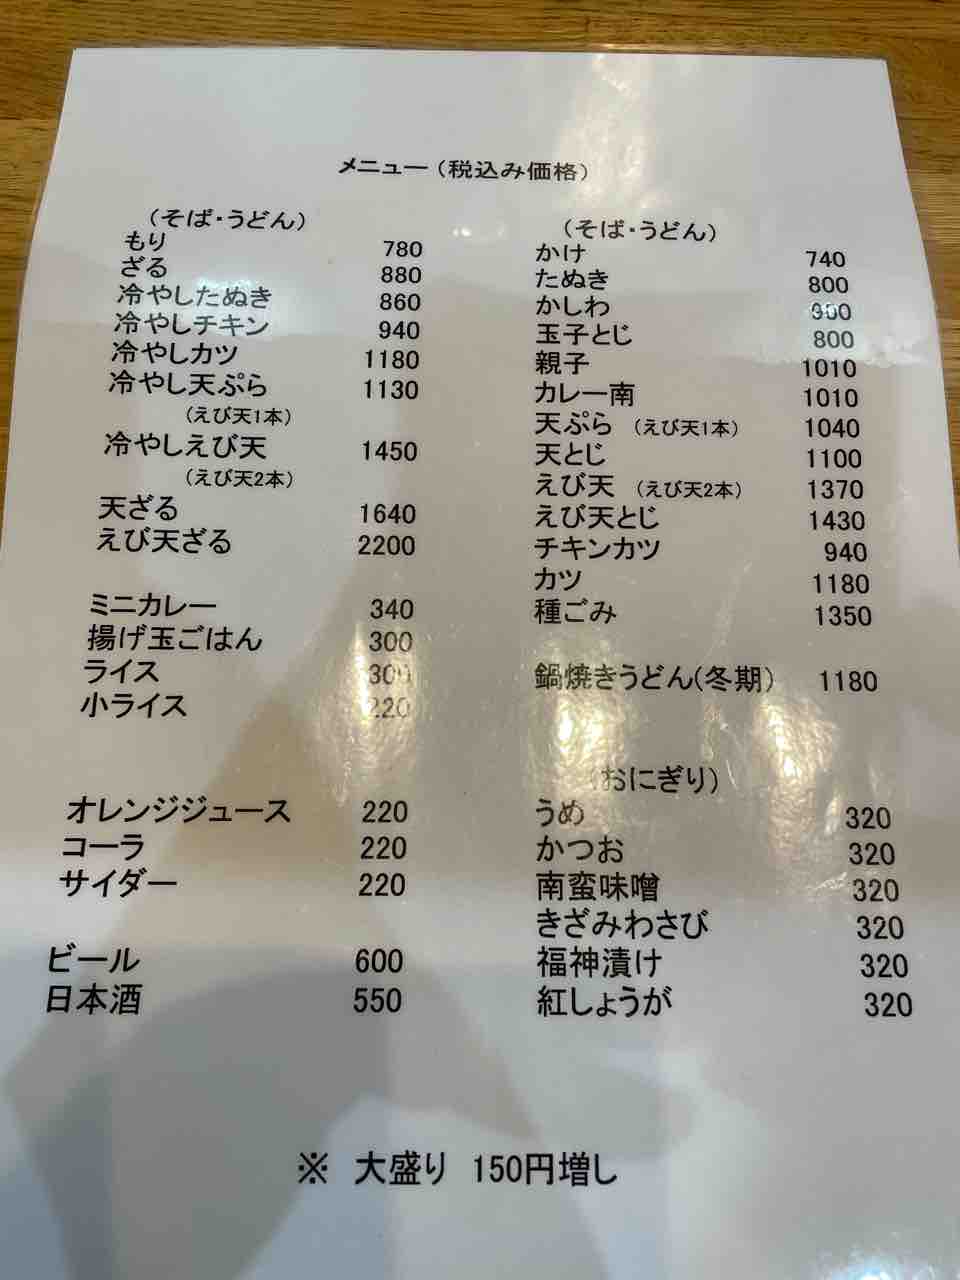 メニュー（税込み価格）
（そば・うどん）
もり 780
ざる 880
冷やしたぬき 860
冷やしチキン 940
冷やしカツ 1180
冷やし天ぷら 1130
（えび天1本）
冷やしえび天 1450
（えび天2本）
天ざる 1640
えび天ざる 2200
ミニカレー 340
揚げ玉ごはん 300
ライス 300
小ライス 220
オレンジジュース 220
コーラ 220
サイダー 220
ビール 600
日本酒 550
（そば・うどん）
かけ 740
たぬき 800
かしわ
玉子とじ 800
親子 1010
カレー南 1010
天ぷら （えび天1本） 1040
天とじ 1100
えび天 （えび天2本） 1370
えび天とじ 1430
チキンカツ 940
カツ 1180
種ごみ 1350
鍋焼きうどん（冬期） 1180
（おにぎり）
うめ 320
かつお 320
南蛮味噌 320
きざみわさび 320
福神漬け 320
紅しょうが 320
※ 大盛り 150円増し